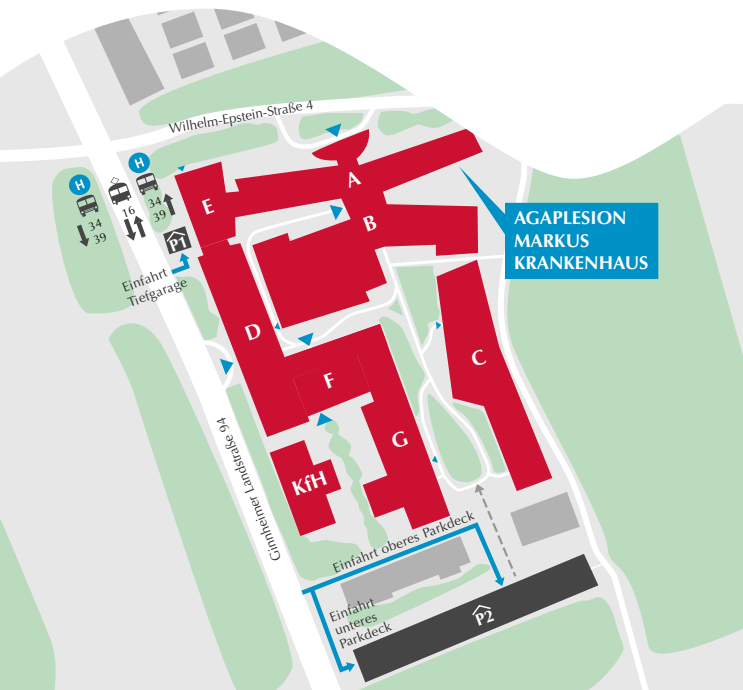 Wilhelm-Epstein-Straße 4
H
H
34
39
16
34
39
P1
Einfahrt
Tiefgarage
E
A
B
AGAPLESION
MARKUS
KRANKENHAUS
D
C
F
G
KfH
Ginnheimer Landstraße 94
Einfahrt oberes Parkdeck
Einfahrt
unteres
Parkdeck
P2